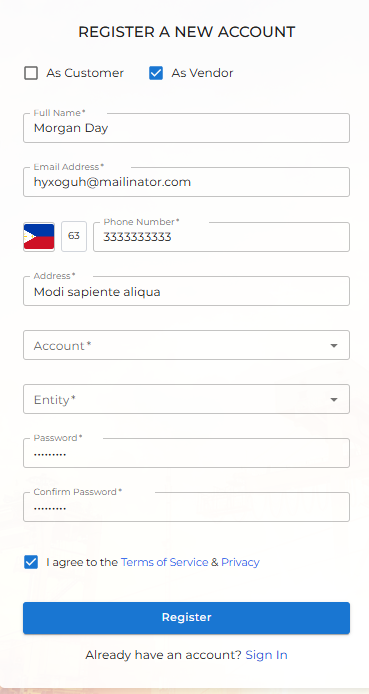 REGISTER A NEW ACCOUNT
As Customer As Vendor
Full Name*
Morgan Day
Email Address*
hyxoguh@mailinator.com
Phone Number*
63 3333333333
Address*
Modi sapiente aliqua
Account*
Entity*
Password*
•••••••••
Confirm Password*
•••••••••
I agree to the Terms of Service & Privacy
Register
Already have an account? Sign In